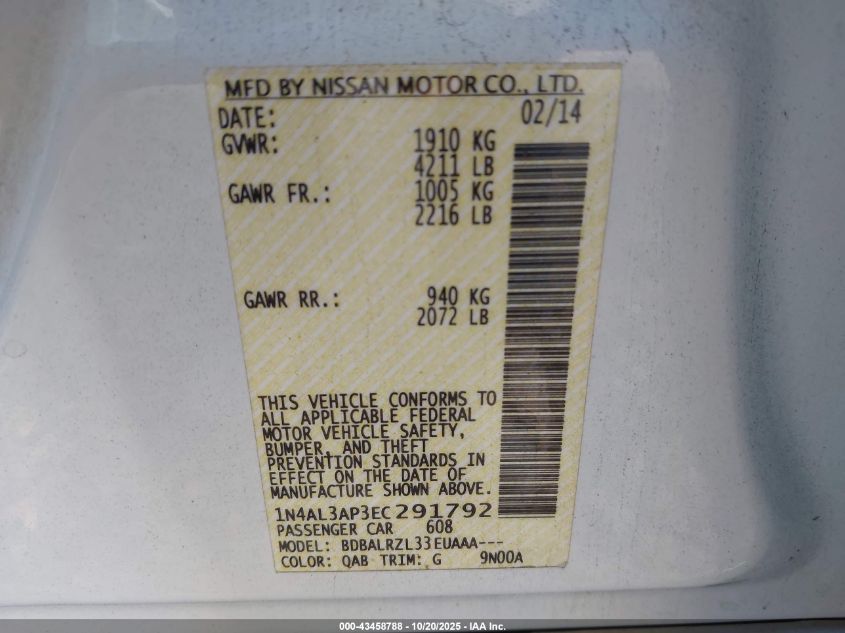 MFD BY NISSAN MOTOR CO., LTD.
DATE: 02/14
GVWR: 1910 KG
4211 LB
GAWR FR.: 1005 KG
2216 LB
GAWR RR.: 940 KG
2072 LB
THIS VEHICLE CONFORMS TO
ALL APPLICABLE FEDERAL
MOTOR VEHICLE SAFETY,
BUMPER, AND THEFT
PREVENTION STANDARDS IN
EFFECT ON THE DATE OF
MANUFACTURE SHOWN ABOVE.
1N4AL3AP3EC291792
PASSENGER CAR 608
MODEL: BDBALRZL33EUAAA---
COLOR: QAB TRIM: G 9N00A
000-43458788 - 10/20/2025 - IAA Inc.